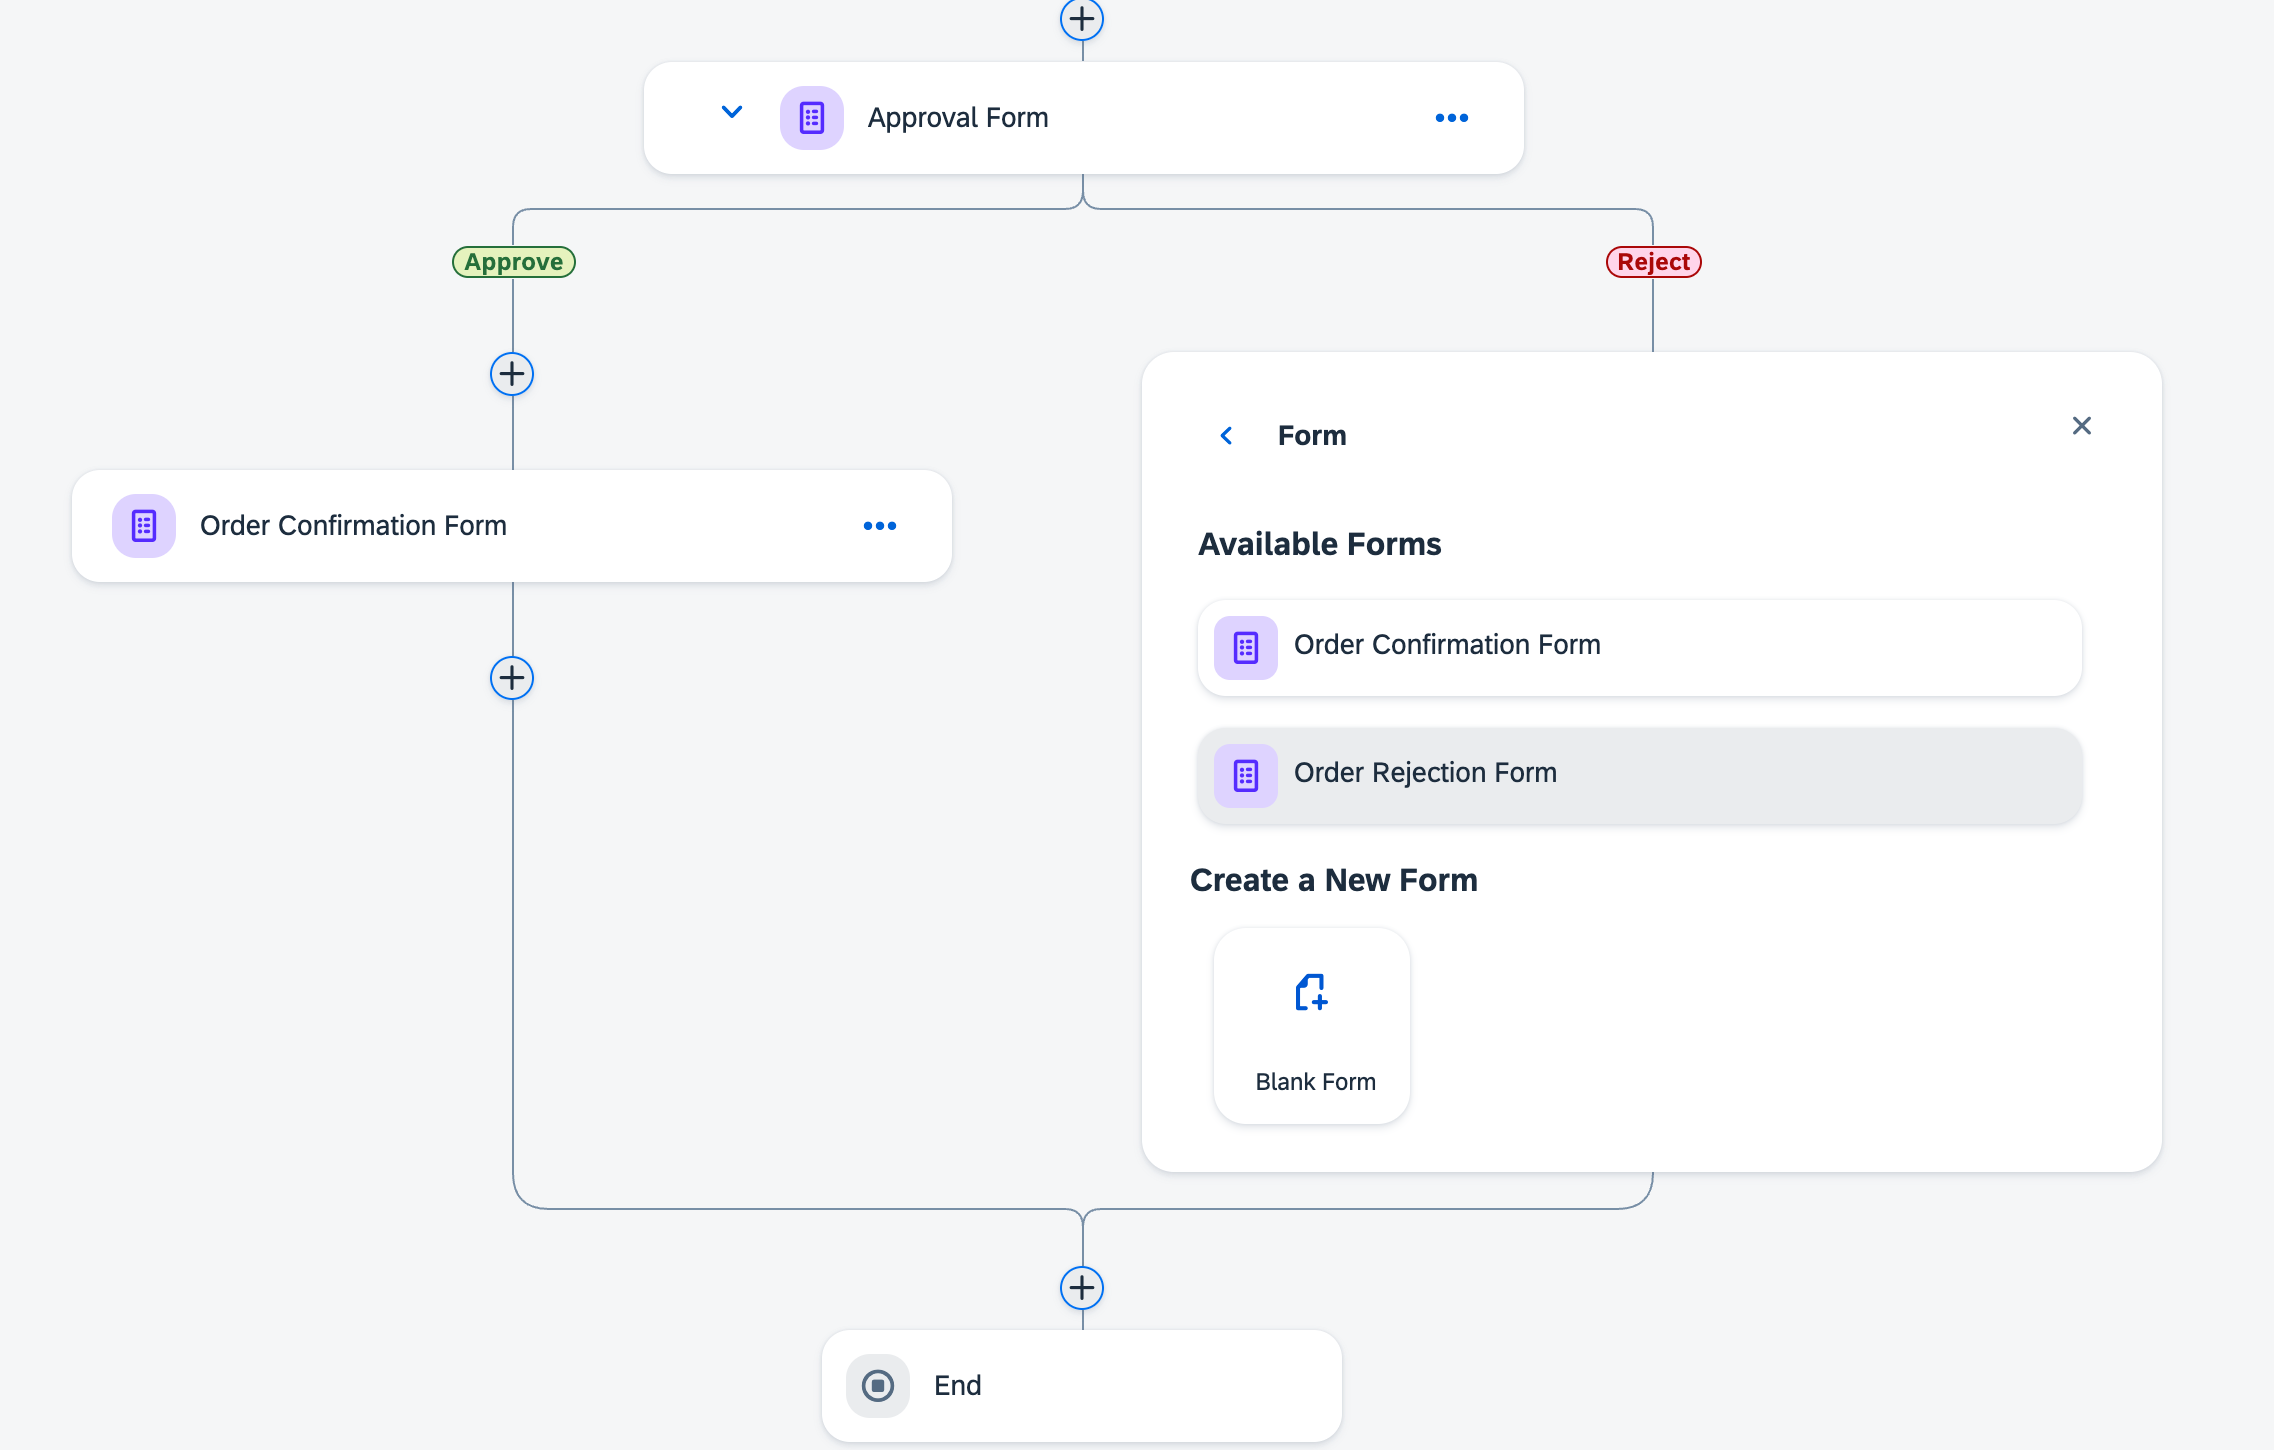 Approval Form
Approve
Reject
Order Confirmation Form
Form
Available Forms
Order Confirmation Form
Order Rejection Form
Create a New Form
Blank Form
End